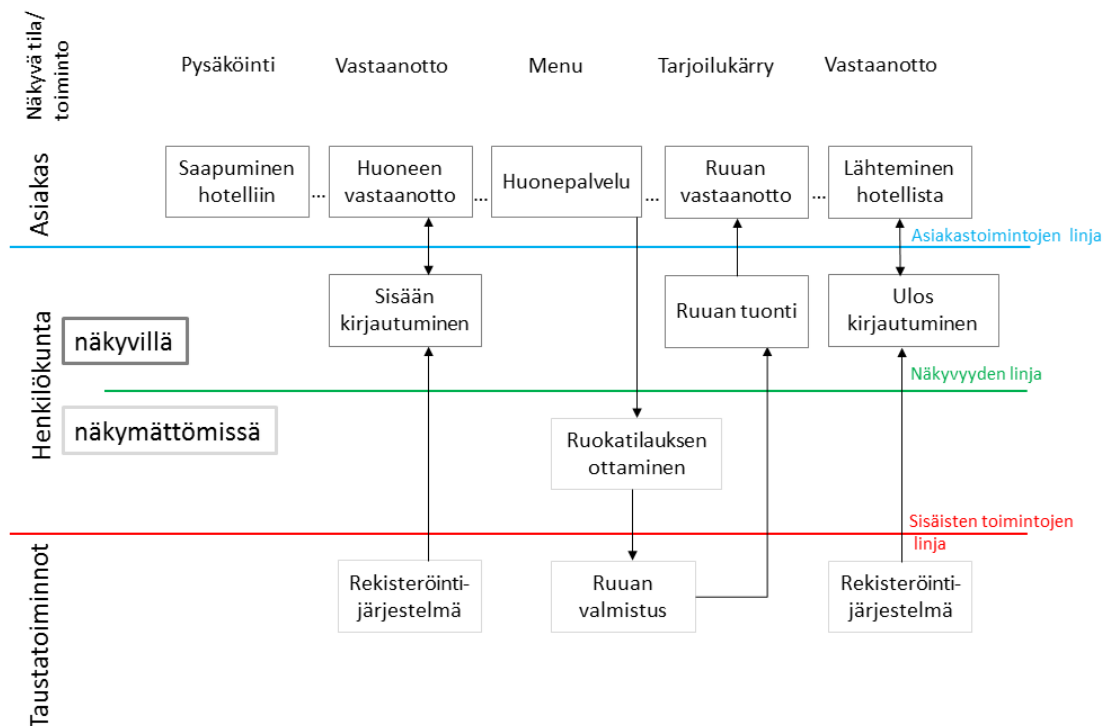 Näkyvä tila/
toiminto
Pysäköinti
Vastaanotto
Menu
Tarjoilukärry
Vastaanotto
Asiakas
Saapuminen
hotelliin
...
Huoneen
vastaanotto
...
Huonepalvelu
...
Ruuan
vastaanotto
...
Lähteminen
hotellista
Asiakastoimintojen linja
Henkilökunta
näkyvillä
Sisään
kirjautuminen
Ruuan tuonti
Ulos
kirjautuminen
Näkyvyyden linja
näkymättömissä
Ruokatilauksen
ottaminen
Sisäisten toimintojen
linja
Taustatoiminnot
Rekisteröinti-
järjestelmä
Ruuan
valmistus
Rekisteröinti-
järjestelmä